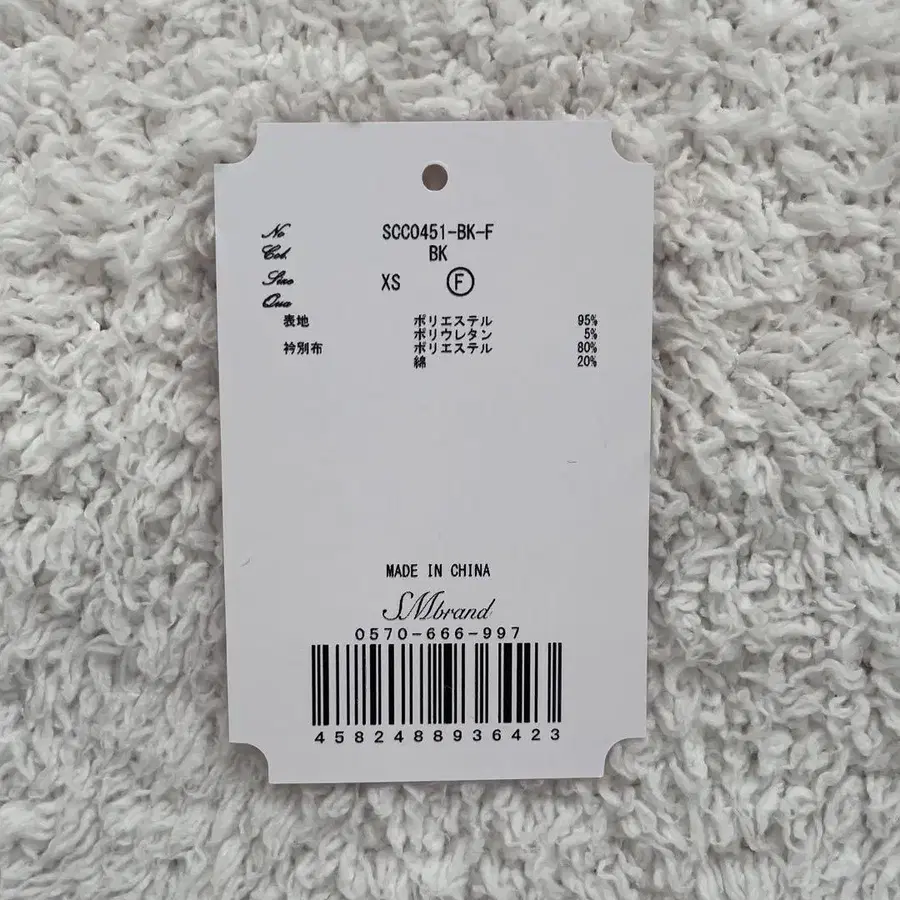 No SCC0451-BK-F
Col. BK
Size XS F
Qua
表地 ポリエステル 95%
ポリウレタン 5%
衿別布 ポリエステル 80%
綿 20%
MADE IN CHINA
SMbrand
0570-666-997
4582488936423